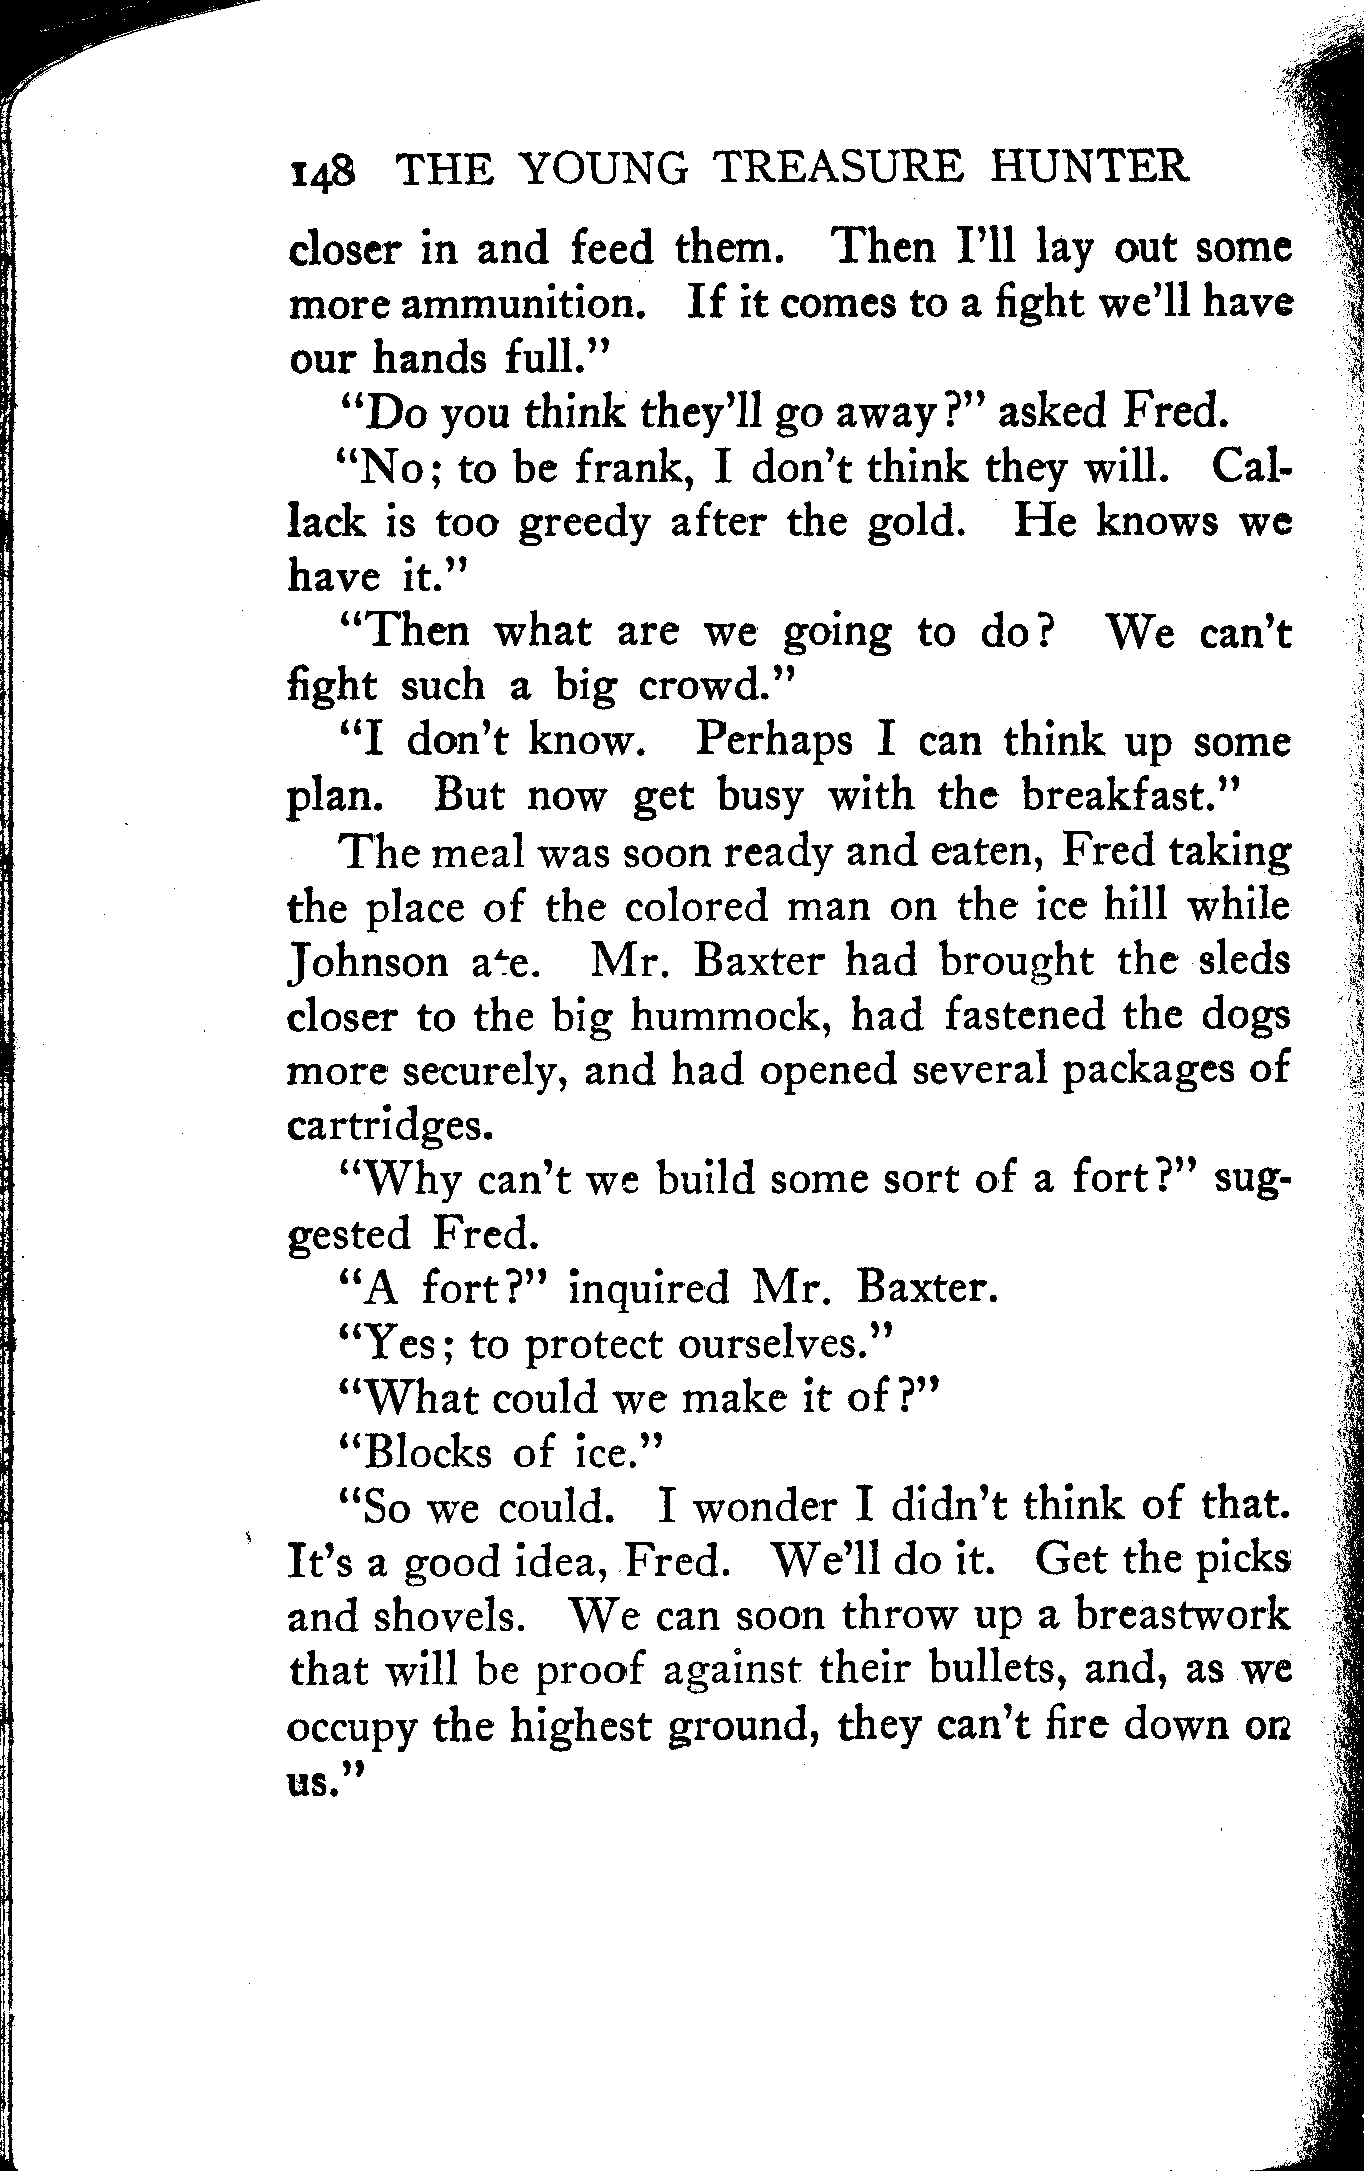 148 THE YOUNG TREASURE HUNTER
closer in and feed them. Then I'll lay out some
more ammunition. If it comes to a fight we'll have
our hands full."
"Do you think they'll go away?" asked Fred.
"No; to be frank, I don't think they will. Cal-
lack is too greedy after the gold. He knows we
have it."
"Then what are we going to do? We can't
fight such a big crowd."
"I don't know. Perhaps I can think up some
plan. But now get busy with the breakfast."
The meal was soon ready and eaten, Fred taking
the place of the colored man on the ice hill while
Johnson ate. Mr. Baxter had brought the sleds
closer to the big hummock, had fastened the dogs
more securely, and had opened several packages of
cartridges.
"Why can't we build some sort of a fort?" sug-
gested Fred.
"A fort?" inquired Mr. Baxter.
"Yes; to protect ourselves."
"What could we make it of?"
"Blocks of ice."
"So we could. I wonder I didn't think of that.
It's a good idea, Fred. We'll do it. Get the picks
and shovels. We can soon throw up a breastwork
that will be proof against their bullets, and, as we
occupy the highest ground, they can't fire down on
us."